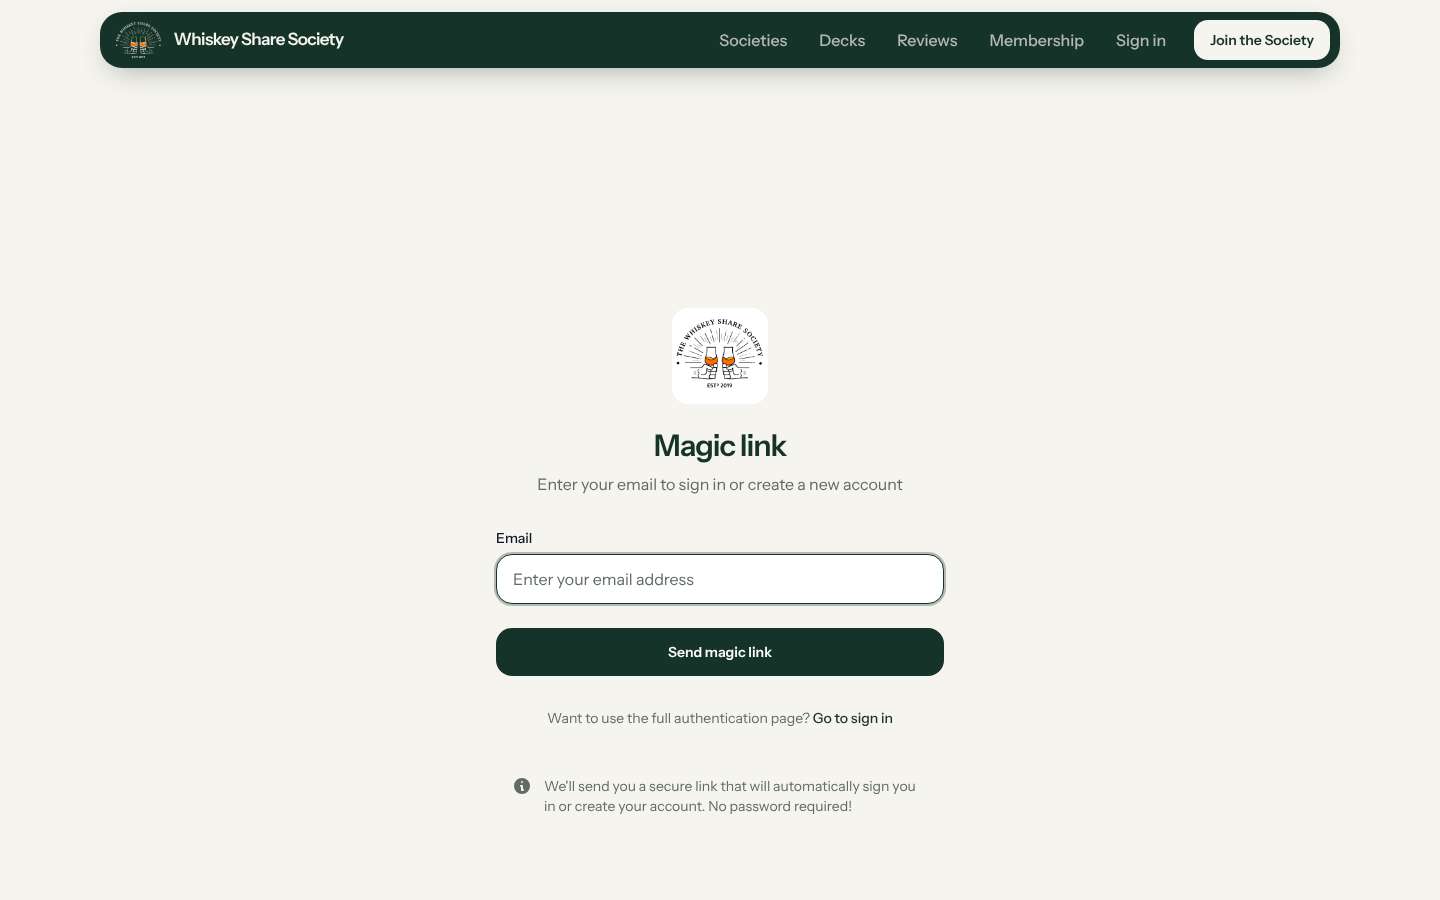 Whiskey Share Society
Societies
Decks
Reviews
Membership
Sign in
Join the Society
THE WHISKEY SHARE SOCIETY
ESTD 2019
Magic link
Enter your email to sign in or create a new account
Email
Enter your email address
Send magic link
Want to use the full authentication page? Go to sign in
We'll send you a secure link that will automatically sign you
in or create your account. No password required!